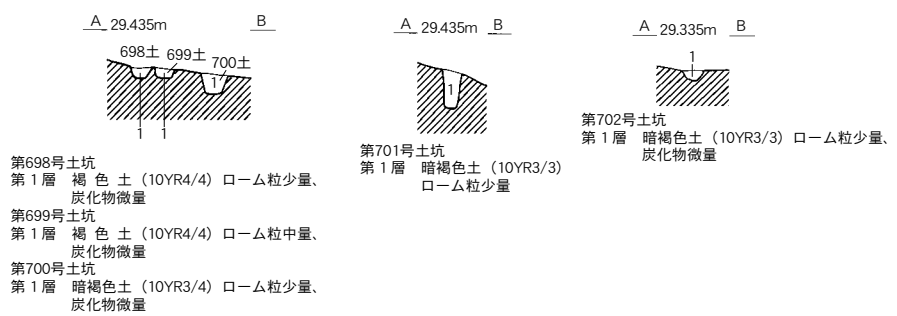 A 29.435m B
698土 699土 700土
1
1 1
第698号土坑
第1層 褐 色 土（10YR4/4）ローム粒少量、
炭化物微量
第699号土坑
第1層 褐 色 土（10YR4/4）ローム粒中量、
炭化物微量
第700号土坑
第1層 暗褐色土（10YR3/4）ローム粒少量、
炭化物微量
A 29.435m B
1
第701号土坑
第1層 暗褐色土（10YR3/3）
ローム粒少量
A 29.335m B
1
第702号土坑
第1層 暗褐色土（10YR3/3）ローム粒少量、
炭化物微量